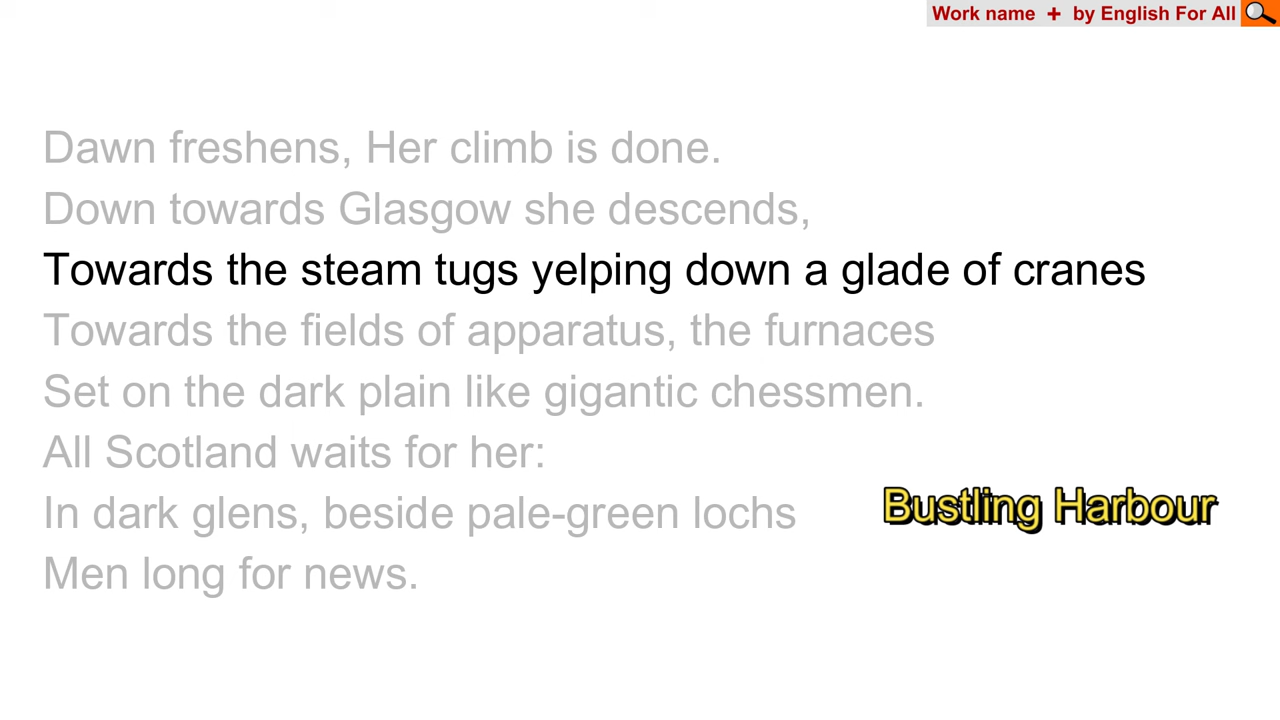 Work name + by English For All
Dawn freshens, Her climb is done.
Down towards Glasgow she descends,
Towards the steam tugs yelping down a glade of cranes
Towards the fields of apparatus, the furnaces
Set on the dark plain like gigantic chessmen.
All Scotland waits for her:
In dark glens, beside pale-green lochs
Bustling Harbour
Men long for news.